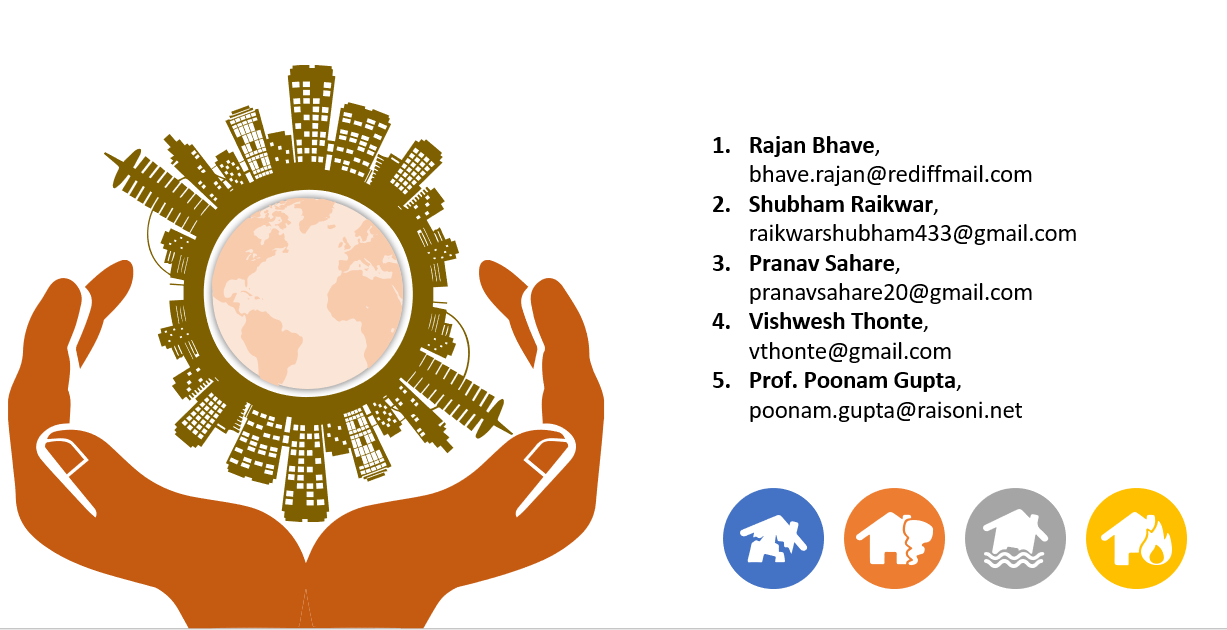 1. Rajan Bhave,
bhave.rajan@rediffmail.com
2. Shubham Raikwar,
raikwarshubham433@gmail.com
3. Pranav Sahare,
pranavsahare20@gmail.com
4. Vishwesh Thonte,
vthonte@gmail.com
5. Prof. Poonam Gupta,
poonam.gupta@raisoni.net